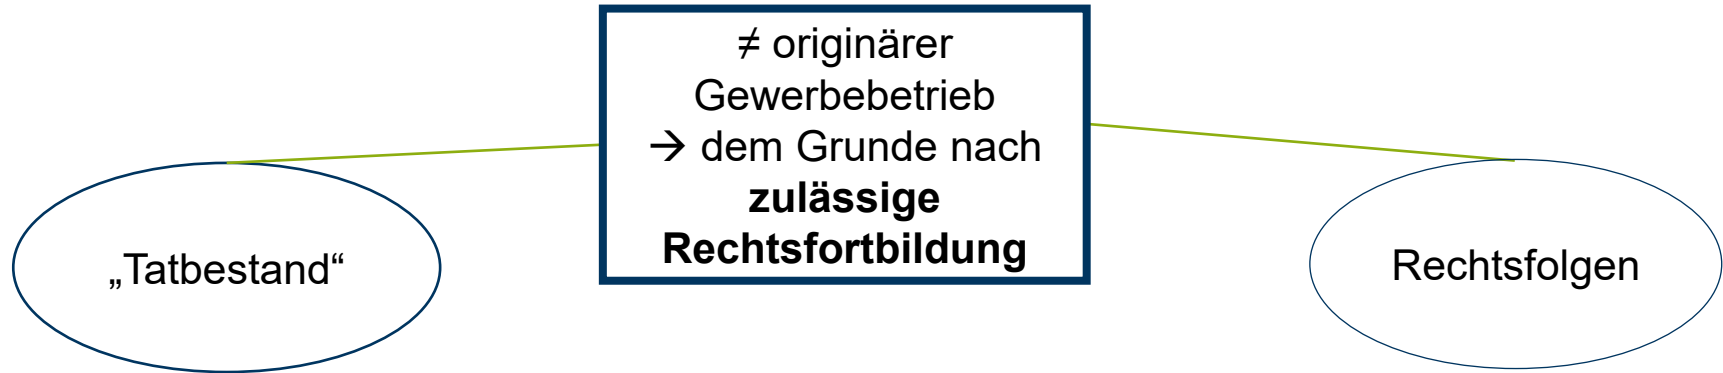 ≠ originärer
Gewerbebetrieb
→ dem Grunde nach
zulässige
Rechtsfortbildung
„Tatbestand“
Rechtsfolgen